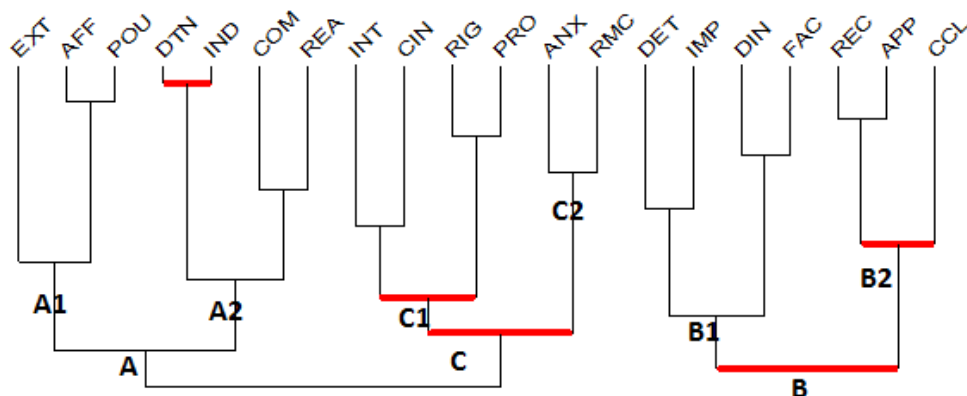 EXT AFF POU DTN IND COM REA INT CIN RIG PRO ANX RMC DET IMP DIN FAC REC APP CCL
C2
B2
A1 A2 C1 B1
A C B